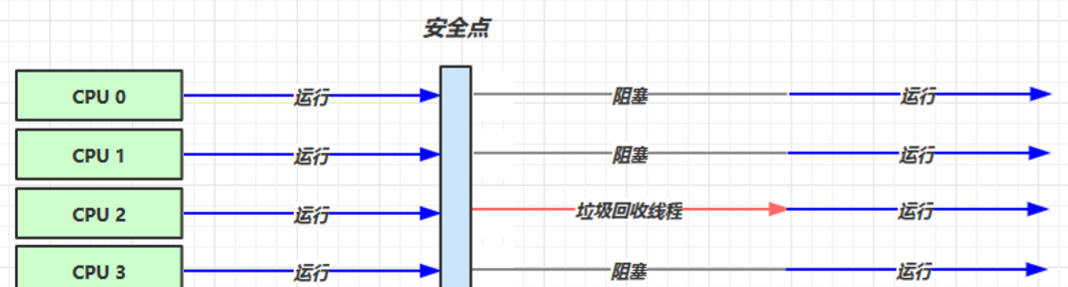 安全点
CPU 0 运行 阻塞 运行
CPU 1 运行 阻塞 运行
CPU 2 运行 垃圾回收线程 运行
CPU 3 运行 阻塞 运行